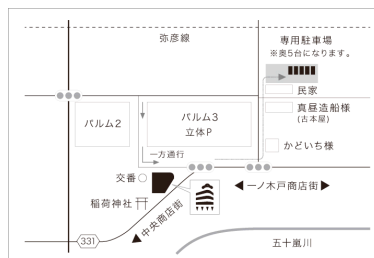 弥彦線
専用駐車場
※奥5台になります。
民家
真昼造船様
(古本屋)
パルム2
パルム3
立体P
かどいち様
一方通行
交番
◀一ノ木戸商店街▶
稲荷神社
▲中央商店街
331
五十嵐川